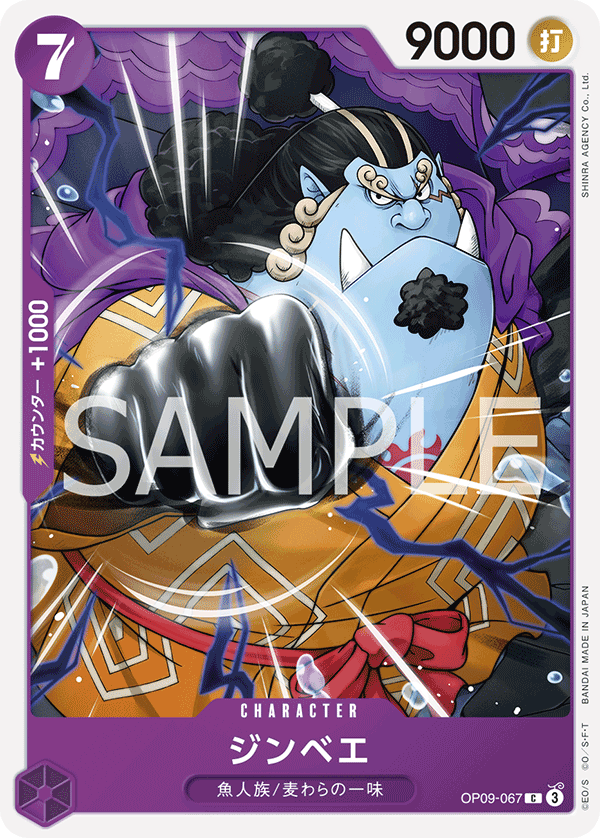 7
9000
打
SHINRA AGENCY Co., Ltd.
カウンター +1000
SAMPLE
CHARACTER
ジンベエ
魚人族/麦わらの一味
OP09-067 C 3
©E.O/S ©O/S・F・T BANDAI MADE IN JAPAN